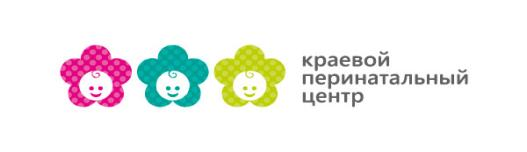 краевой
перинатальный
центр